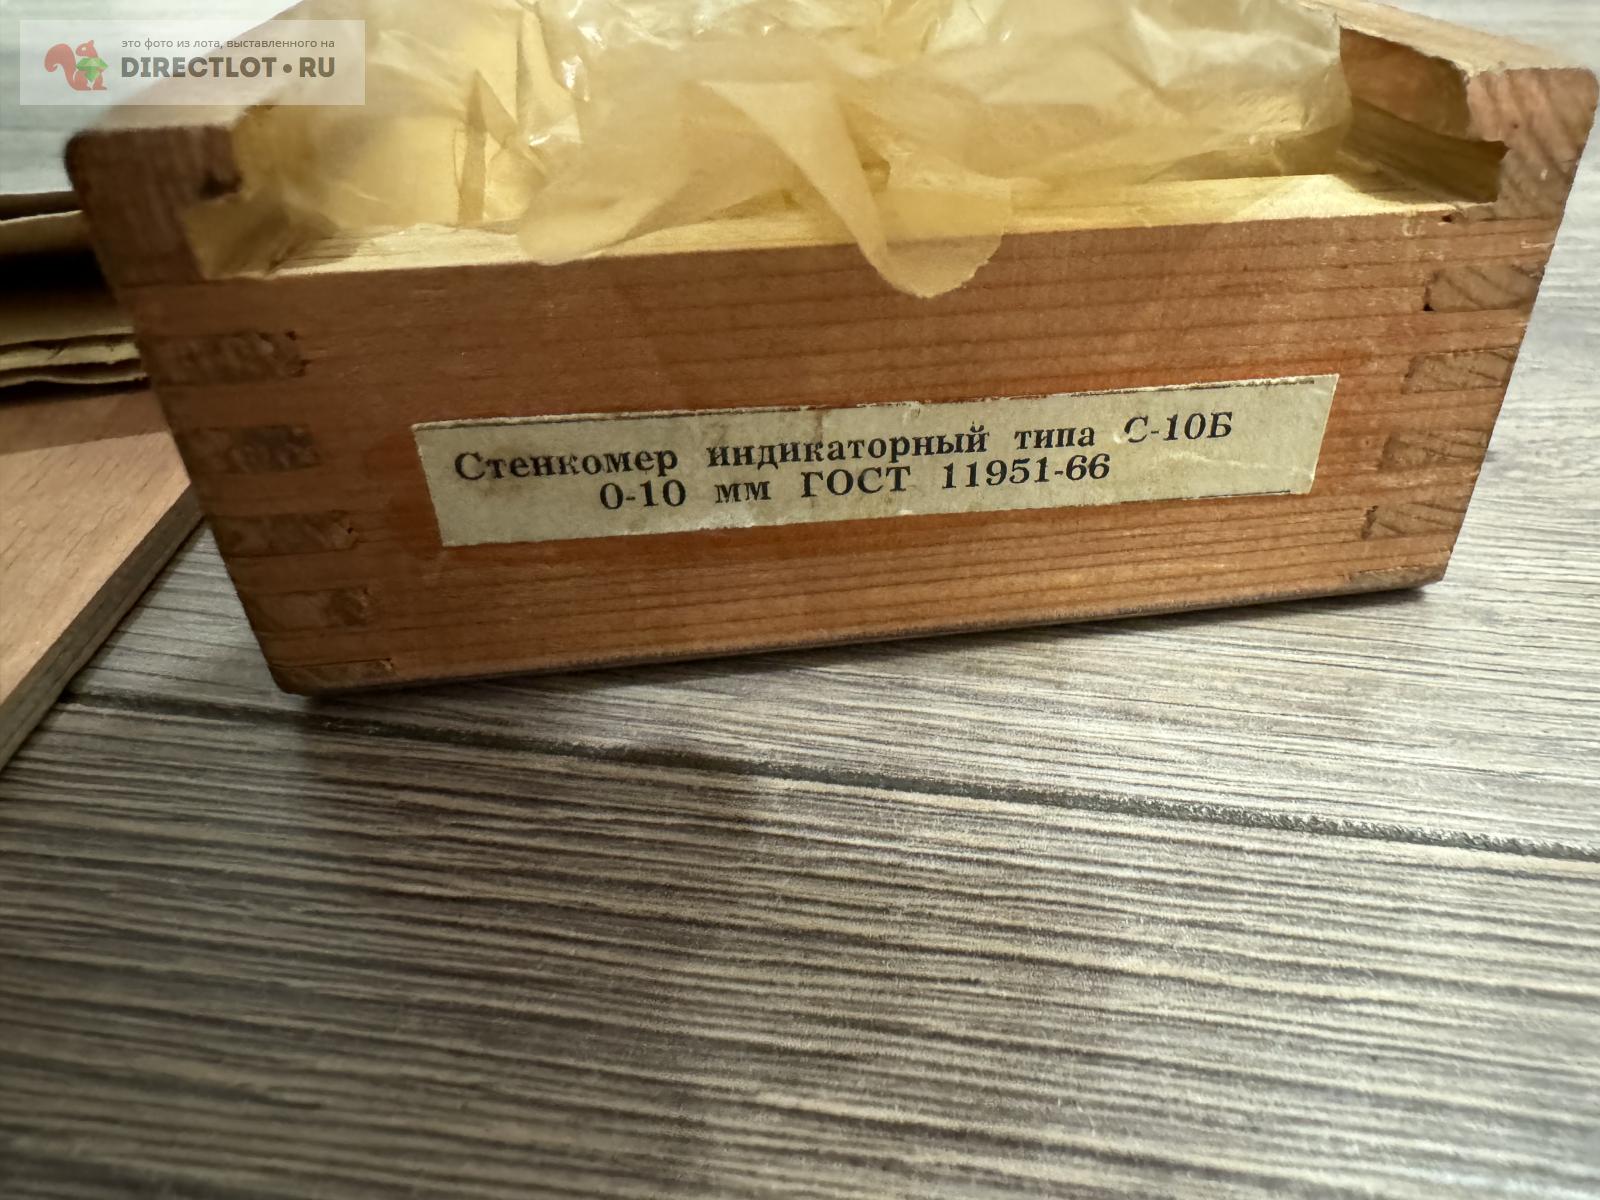 это фото из лота, выставленного на
DIRECTLOT•RU
Стенкомер индикаторный типа С-10Б
0-10 мм ГОСТ 11951-66